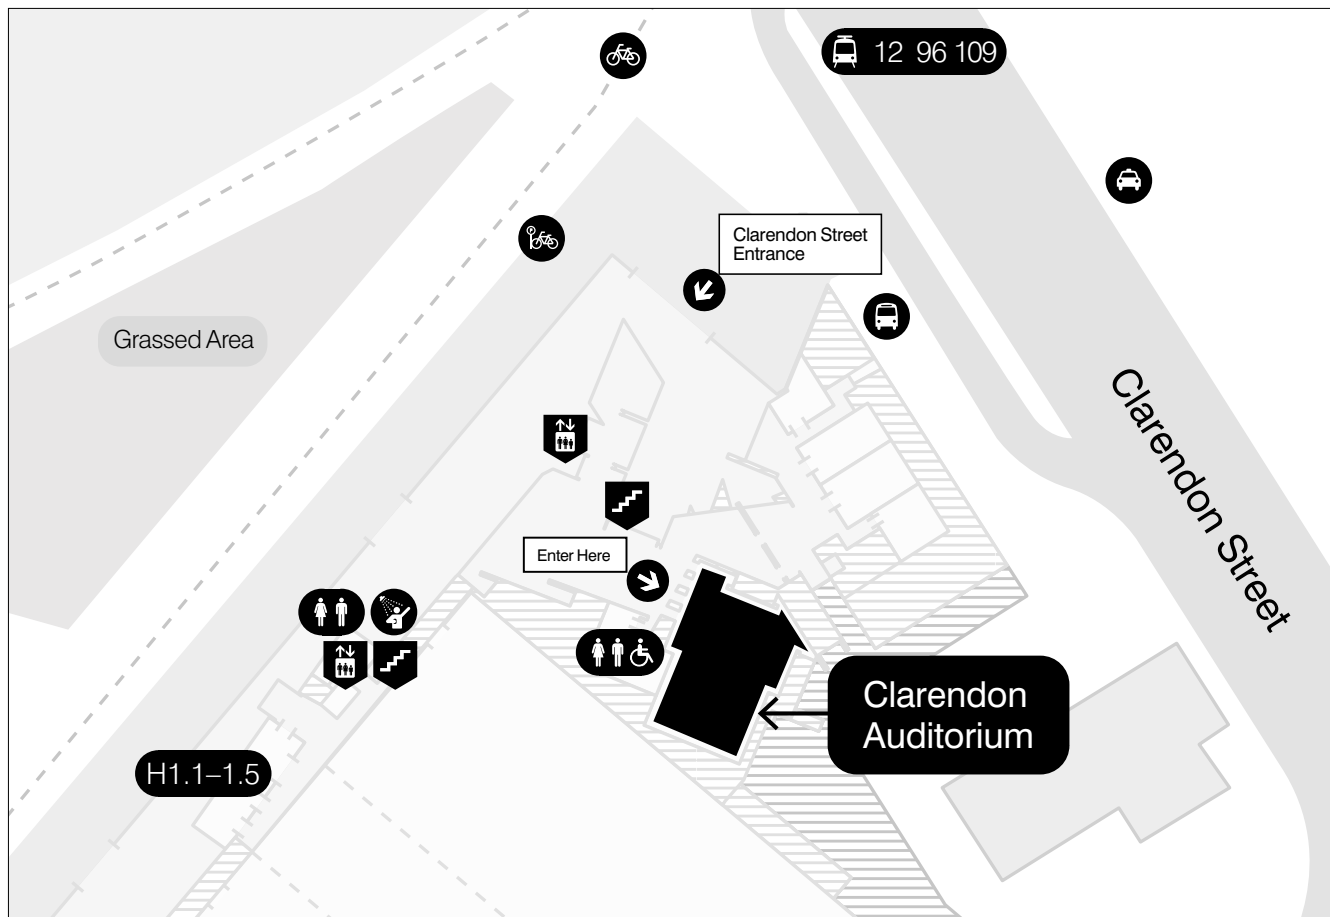 12 96 109
Clarendon Street
Entrance
Grassed Area
Clarendon Street
Enter Here
Clarendon
Auditorium
H1.1–1.5